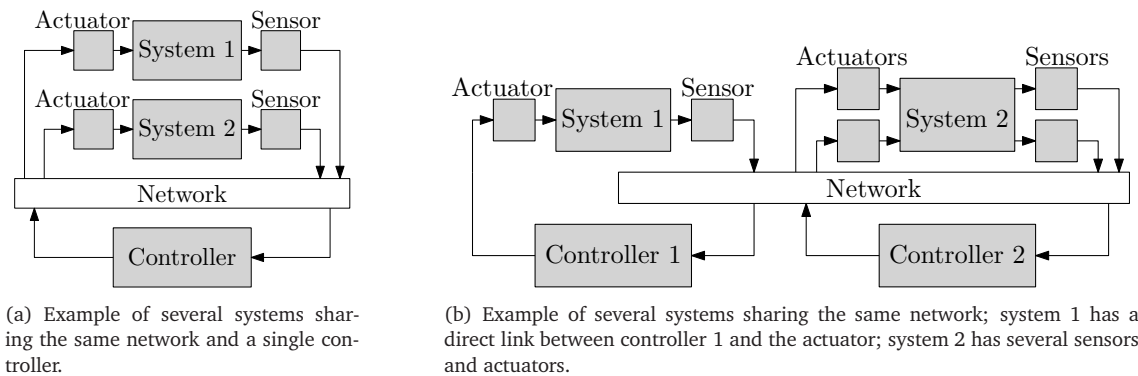 Actuator
Sensor
System 1
Actuator
Sensor
System 2
Network
Controller
(a) Example of several systems shar-
ing the same network and a single con-
troller.
Actuators
Sensors
Actuator
Sensor
System 1
System 2
Network
Controller 1
Controller 2
(b) Example of several systems sharing the same network; system 1 has a
direct link between controller 1 and the actuator; system 2 has several sensors
and actuators.